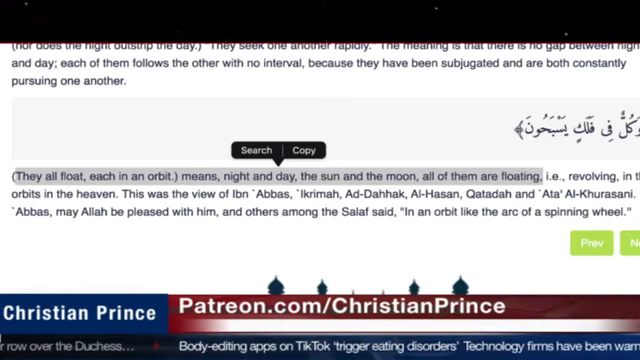 (nor does the night outstrip the day.) "They seek one another rapidly." The meaning is that there is no gap between night
and day; each of them follows the other with no interval, because they have been subjugated and are both constantly
pursuing one another.
وَكُلٌّ فِى فَلَكٍ يَسْبَحُونَ﴾
Search Copy
(They all float, each in an orbit.) means, night and day, the sun and the moon, all of them are floating, i.e., revolving, in
orbits in the heaven. This was the view of Ibn `Abbas, `Ikrimah, Ad-Dahhak, Al-Hasan, Qatadah and `Ata' Al-Khurasani.
`Abbas, may Allah be pleased with him, and others among the Salaf said, "In an orbit like the arc of a spinning wheel."
Prev
Christian Prince
Patreon.com/ChristianPrince
row over the Duchess... Body-editing apps on TikTok 'trigger eating disorders' Technology firms have been